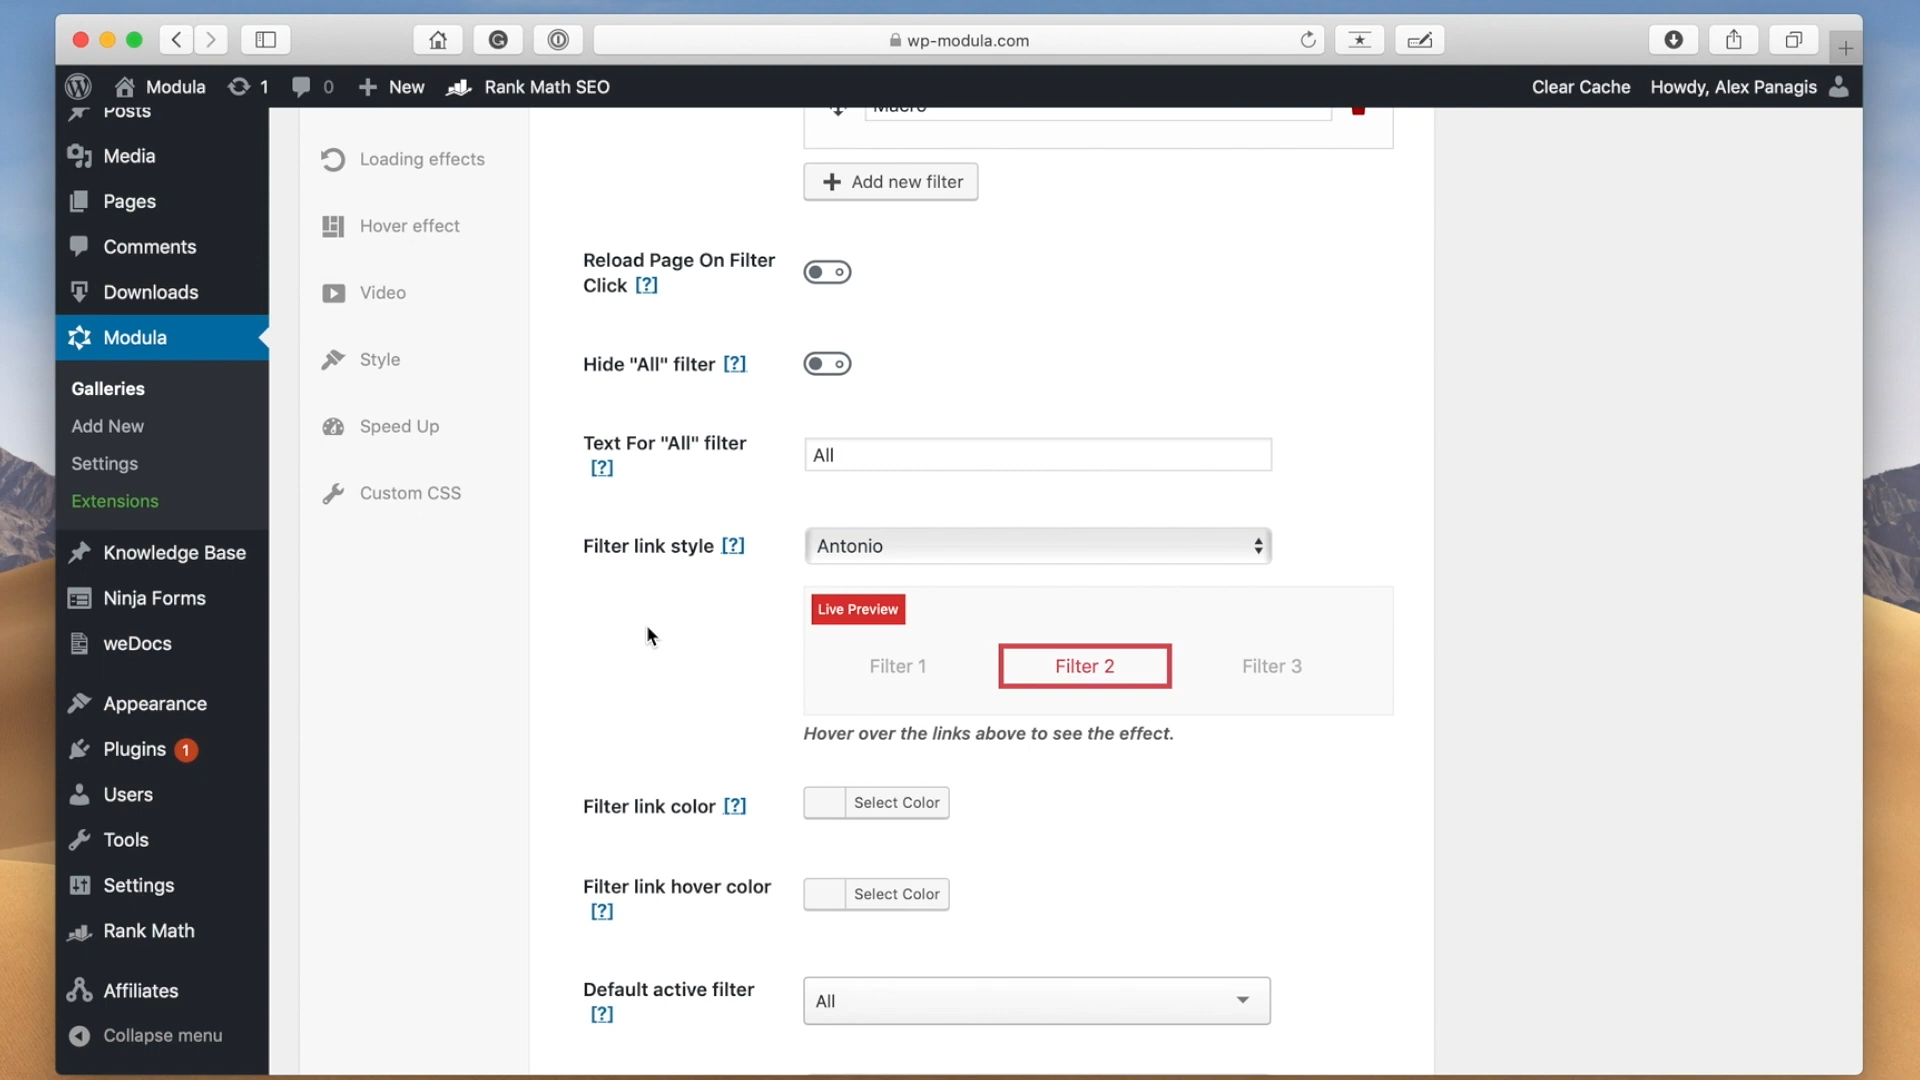 wp-modula.com
Modula 1 0 New Rank Math SEO Clear Cache Howdy, Alex Panagis
Posts
Media
Pages
Comments
Downloads
Modula
Galleries
Add New
Settings
Extensions
Knowledge Base
Ninja Forms
weDocs
Appearance
Plugins 1
Users
Tools
Settings
Rank Math
Affiliates
Collapse menu
Loading effects
Hover effect
Video
Style
Speed Up
Custom CSS
Macro
Add new filter
Reload Page On Filter
Click [?]
Hide "All" filter [?]
Text For "All" filter
[?]
All
Filter link style [?]
Antonio
Live Preview
Filter 1 Filter 2 Filter 3
Hover over the links above to see the effect.
Filter link color [?]
Select Color
Filter link hover color
[?]
Select Color
Default active filter
[?]
All